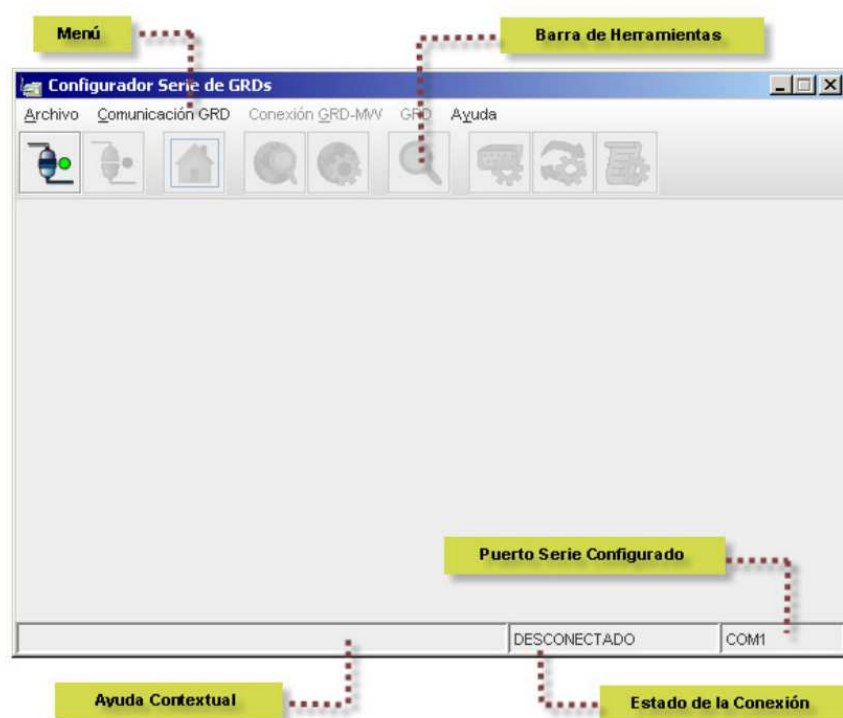 Menú
Barra de Herramientas
Configurador Serie de GRDs
Archivo Comunicación GRD Conexión GRD-MW GRD Ayuda
Puerto Serie Configurado
DESCONECTADO COM1
Ayuda Contextual
Estado de la Conexión